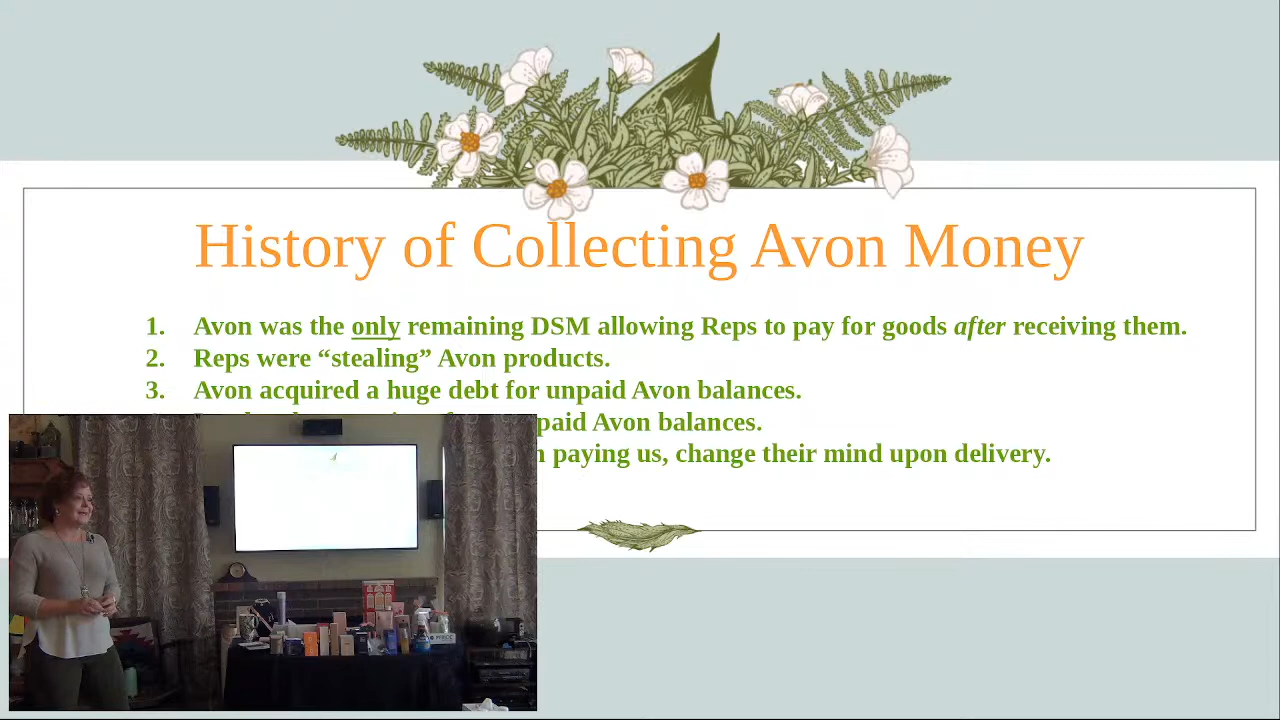 History of Collecting Avon Money
1. Avon was the only remaining DSM allowing Reps to pay for goods after receiving them.
2. Reps were “stealing” Avon products.
3. Avon acquired a huge debt for unpaid Avon balances.
paid Avon balances.
paying us, change their mind upon delivery.